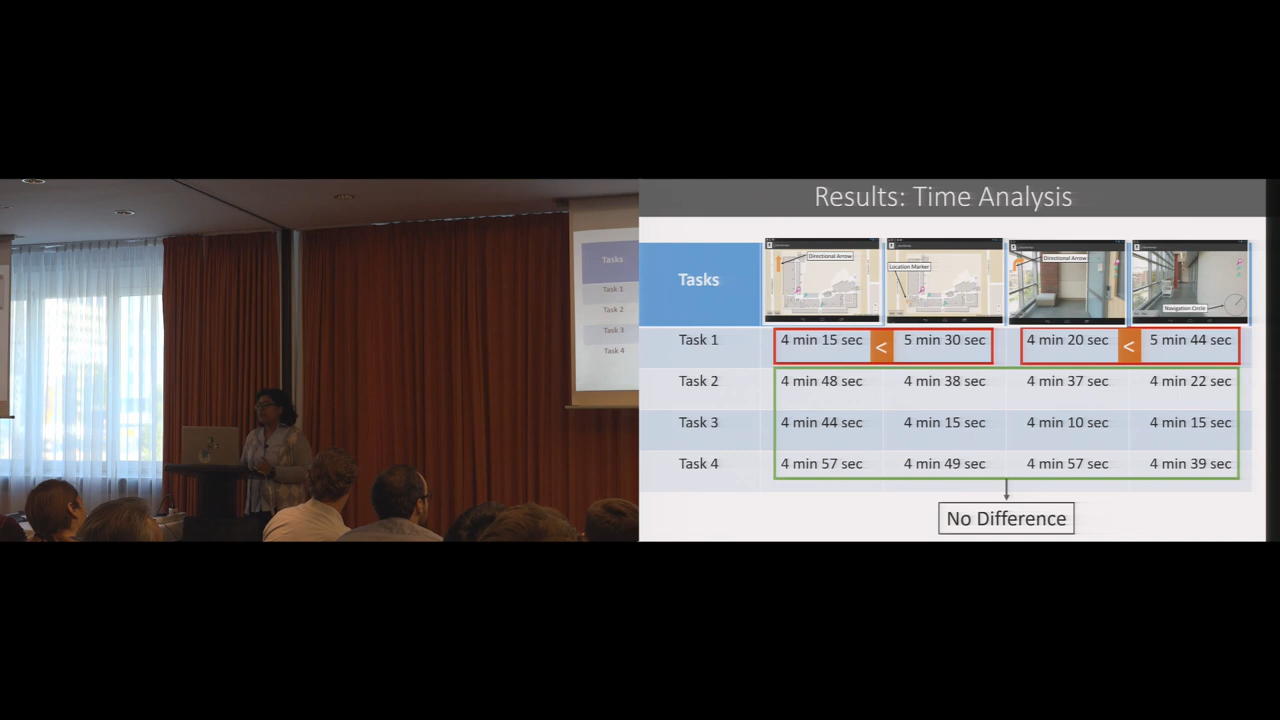 Results: Time Analysis
Tasks
Directional Arrow
Location Marker
Directional Arrow
Navigation Circle
Task 1
4 min 15 sec < 5 min 30 sec
4 min 20 sec < 5 min 44 sec
Task 2
4 min 48 sec
4 min 38 sec
4 min 37 sec
4 min 22 sec
Task 3
4 min 44 sec
4 min 15 sec
4 min 10 sec
4 min 15 sec
Task 4
4 min 57 sec
4 min 49 sec
4 min 57 sec
4 min 39 sec
No Difference
Tasks
Task 1
Task 2
Task 3
Task 4